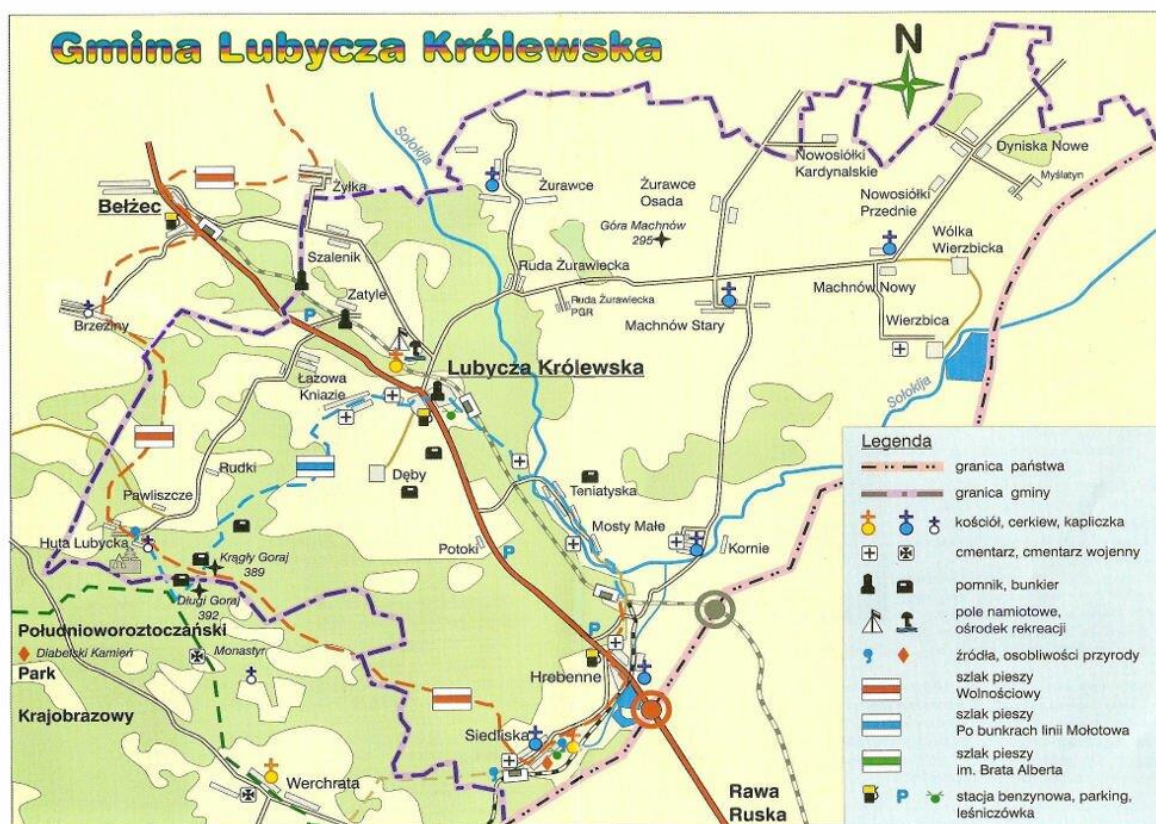 Gmina Lubycza Królewska
N
Sołokija
Nowosiółki
Kardynalskie
Dyniska Nowe
Myślatyn
Żyłka
Żurawce
Żurawce
Osada
Nowosiółki
Przednie
Bełżec
Góra Machnów
295
Wólka
Wierzbicka
Szalenik
Ruda Żurawiecka
Zatyle
Ruda Żurawiecka
PGR
Machnów Nowy
Brzeziny
P
Machnów Stary
Wierzbica
Lubycza Królewska
Łazowa
Kniazie
Sołokija
Rudki
Dęby
Pawliszcze
Teniatyska
Mosty Małe
Huta Lubycka
Krągły Goraj
389
Potoki
P
Kornie
Długi Goraj
392
Południoworoztoczański
Diabelski Kamień
Monastyr
Park
P
Hrebenne
Krajobrazowy
Siedliska
Werchrata
Rawa
Ruska
Legenda
granica państwa
granica gminy
kościół, cerkiew, kapliczka
cmentarz, cmentarz wojenny
pomnik, bunkier
pole namiotowe,
ośrodek rekreacji
źródła, osobliwości przyrody
szlak pieszy
Wolnościowy
szlak pieszy
Po bunkrach linii Mołotowa
szlak pieszy
im. Brata Alberta
P
stacja benzynowa, parking,
leśniczówka